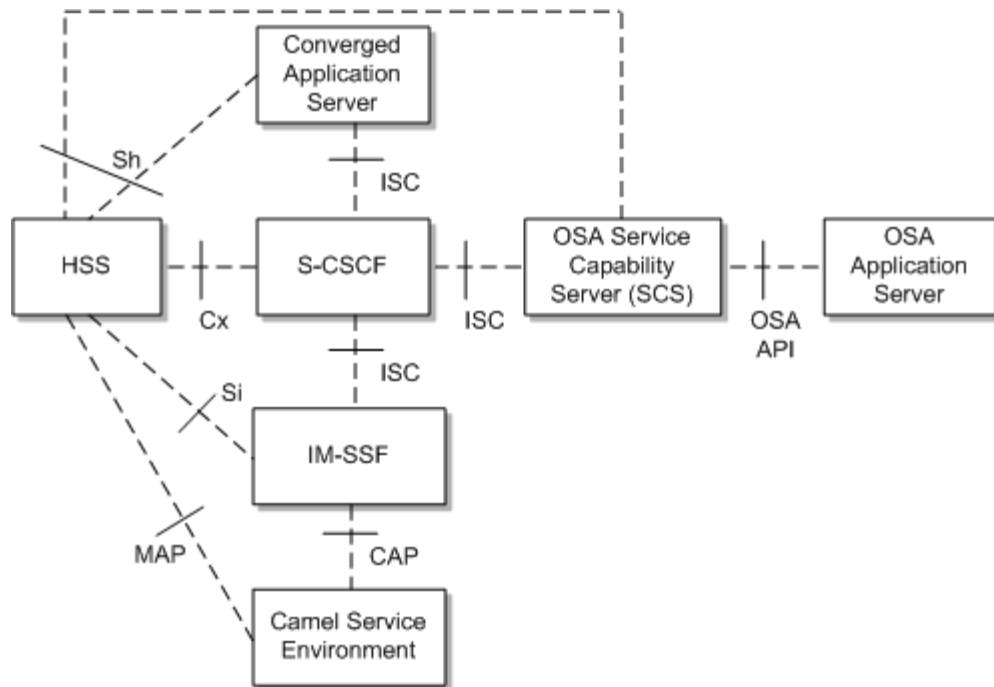 Converged
Application
Server
Sh
ISC
HSS
S-CSCF
OSA Service
Capability
Server (SCS)
OSA
Application
Server
Cx
ISC
OSA
API
ISC
Si
IM-SSF
MAP
CAP
Camel Service
Environment